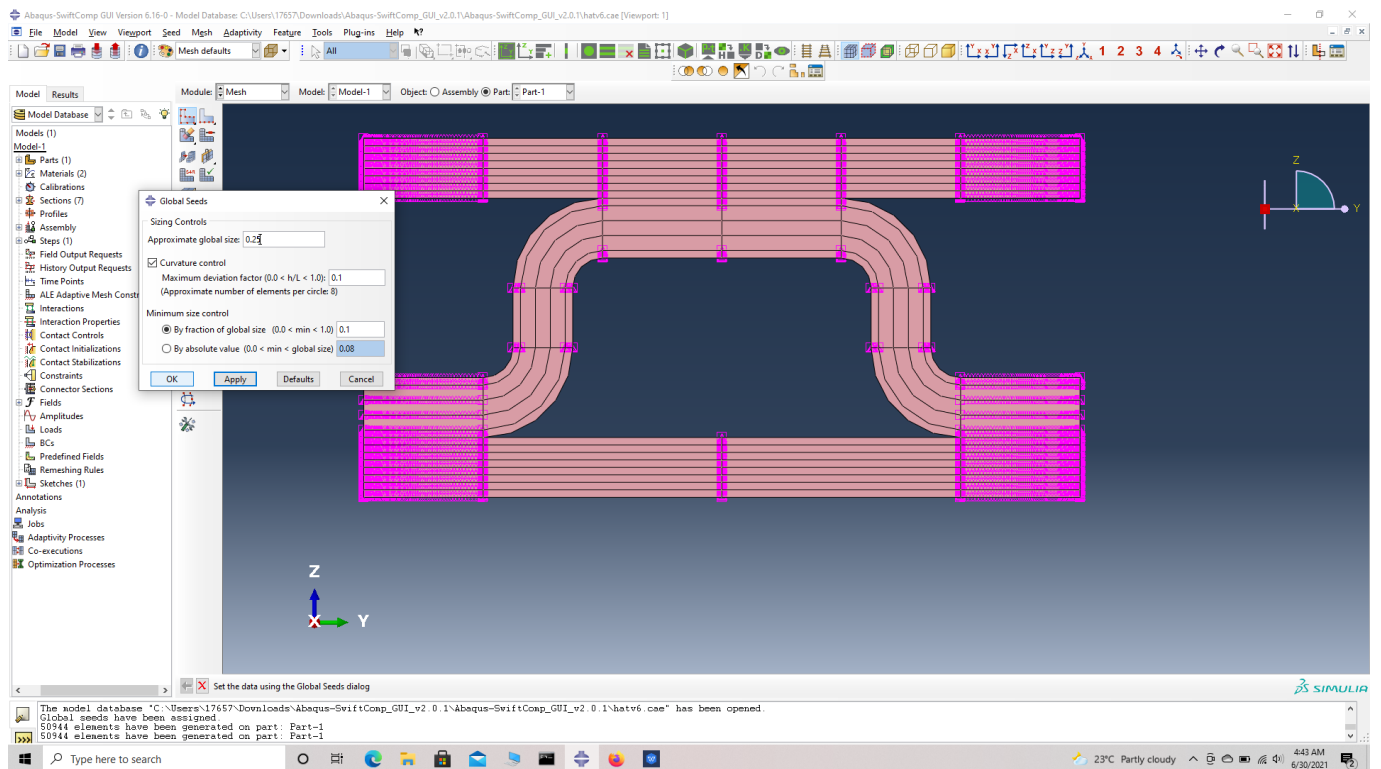 Abaqus-SwiftComp GUI Version 6.16-0 - Model Database: C:\Users\17657\Downloads\Abaqus-SwiftComp_GUI_v2.0.1\Abaqus-SwiftComp_GUI_v2.0.1\hatv6.cae [Viewport: 1]
File Model View Viewport Seed Mesh Adaptivity Feature Tools Plug-ins Help
Mesh defaults
All
1 2 3 4
Model Results
Module: Mesh Model: Model-1 Object: Assembly Part: Part-1
Model Database
Models (1)
Model-1
Parts (1)
Materials (2)
Calibrations
Sections (7)
Profiles
Assembly
Steps (1)
Field Output Requests
History Output Requests
Time Points
ALE Adaptive Mesh Constr
Interactions
Interaction Properties
Contact Controls
Contact Initializations
Contact Stabilizations
Constraints
Connector Sections
Fields
Amplitudes
Loads
BCs
Predefined Fields
Remeshing Rules
Sketches (1)
Annotations
Analysis
Jobs
Adaptivity Processes
Co-executions
Optimization Processes
Global Seeds
Sizing Controls
Approximate global size: 0.25
Curvature control
Maximum deviation factor (0.0 < h/L < 1.0): 0.1
(Approximate number of elements per circle: 8)
Minimum size control
By fraction of global size (0.0 < min < 1.0) 0.1
By absolute value (0.0 < min < global size) 0.08
OK Apply Defaults Cancel
Z
X Y
Z
X Y
Set the data using the Global Seeds dialog
SIMULIA
The model database "C:\Users\17657\Downloads\Abaqus-SwiftComp_GUI_v2.0.1\Abaqus-SwiftComp_GUI_v2.0.1\hatv6.cae" has been opened.
Global seeds have been assigned.
50944 elements have been generated on part: Part-1
50944 elements have been generated on part: Part-1
Type here to search
23°C Partly cloudy
4:43 AM
6/30/2021
2